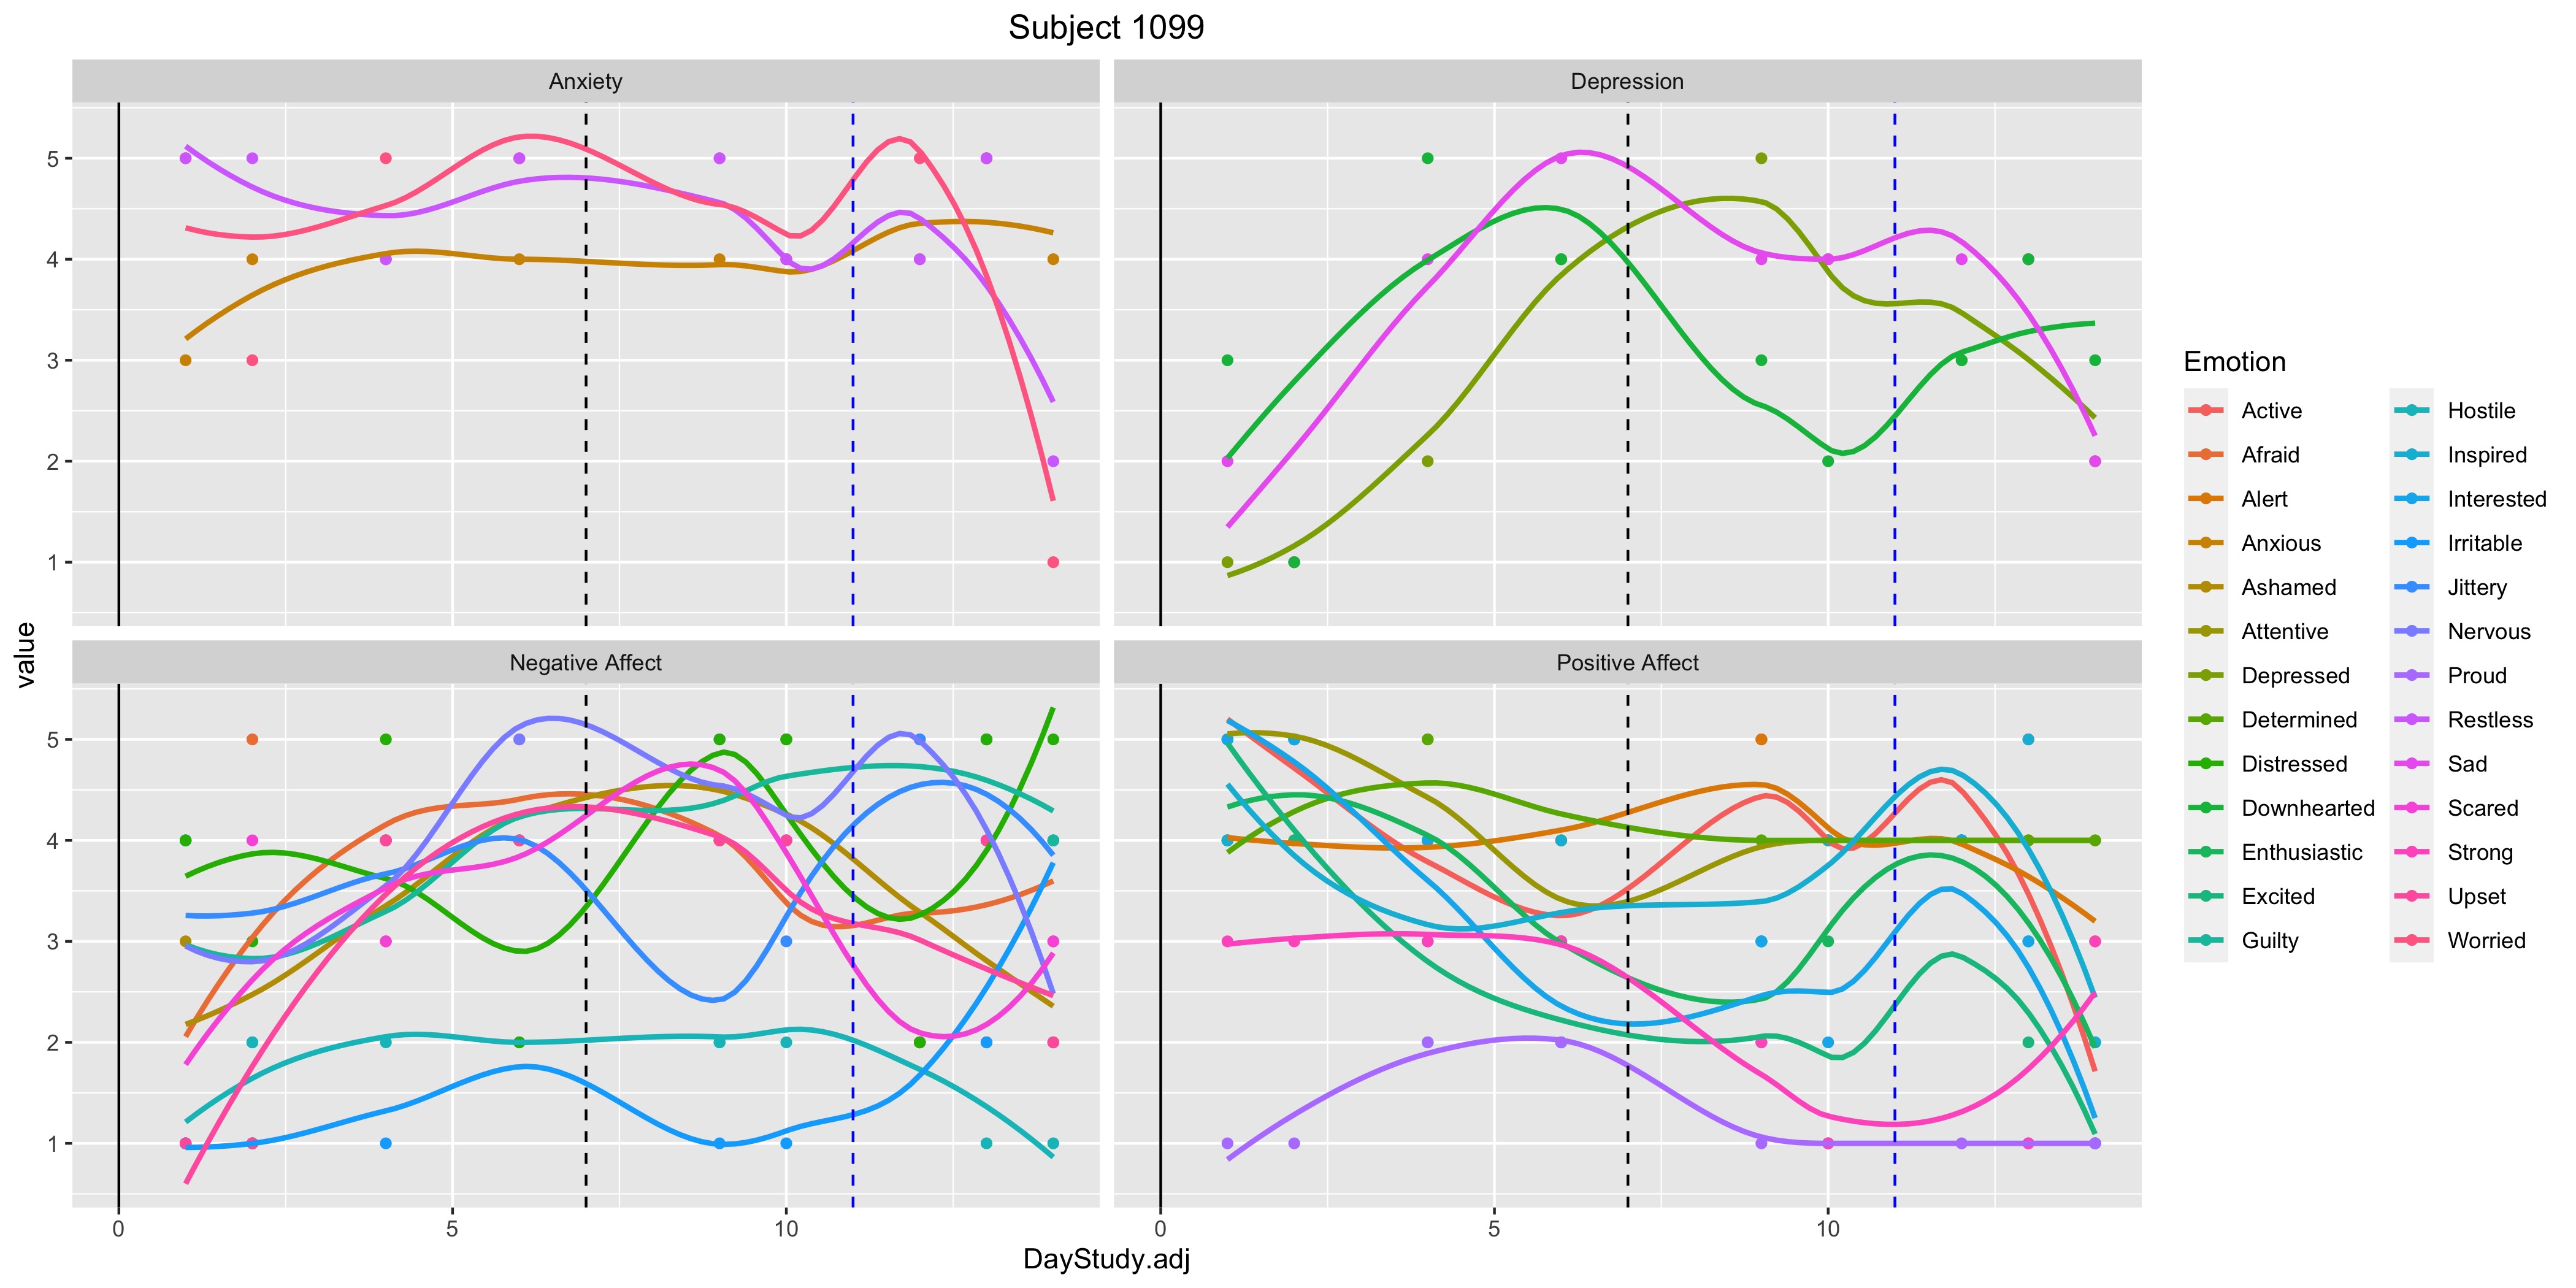 Subject 1099
Anxiety
Depression
5
4
3
2
1
Negative Affect
Positive Affect
5
4
3
2
1
0
5
10
0
5
10
value
DayStudy.adj
Emotion
Active
Afraid
Alert
Anxious
Ashamed
Attentive
Depressed
Determined
Distressed
Downhearted
Enthusiastic
Excited
Guilty
Hostile
Inspired
Interested
Irritable
Jittery
Nervous
Proud
Restless
Sad
Scared
Strong
Upset
Worried